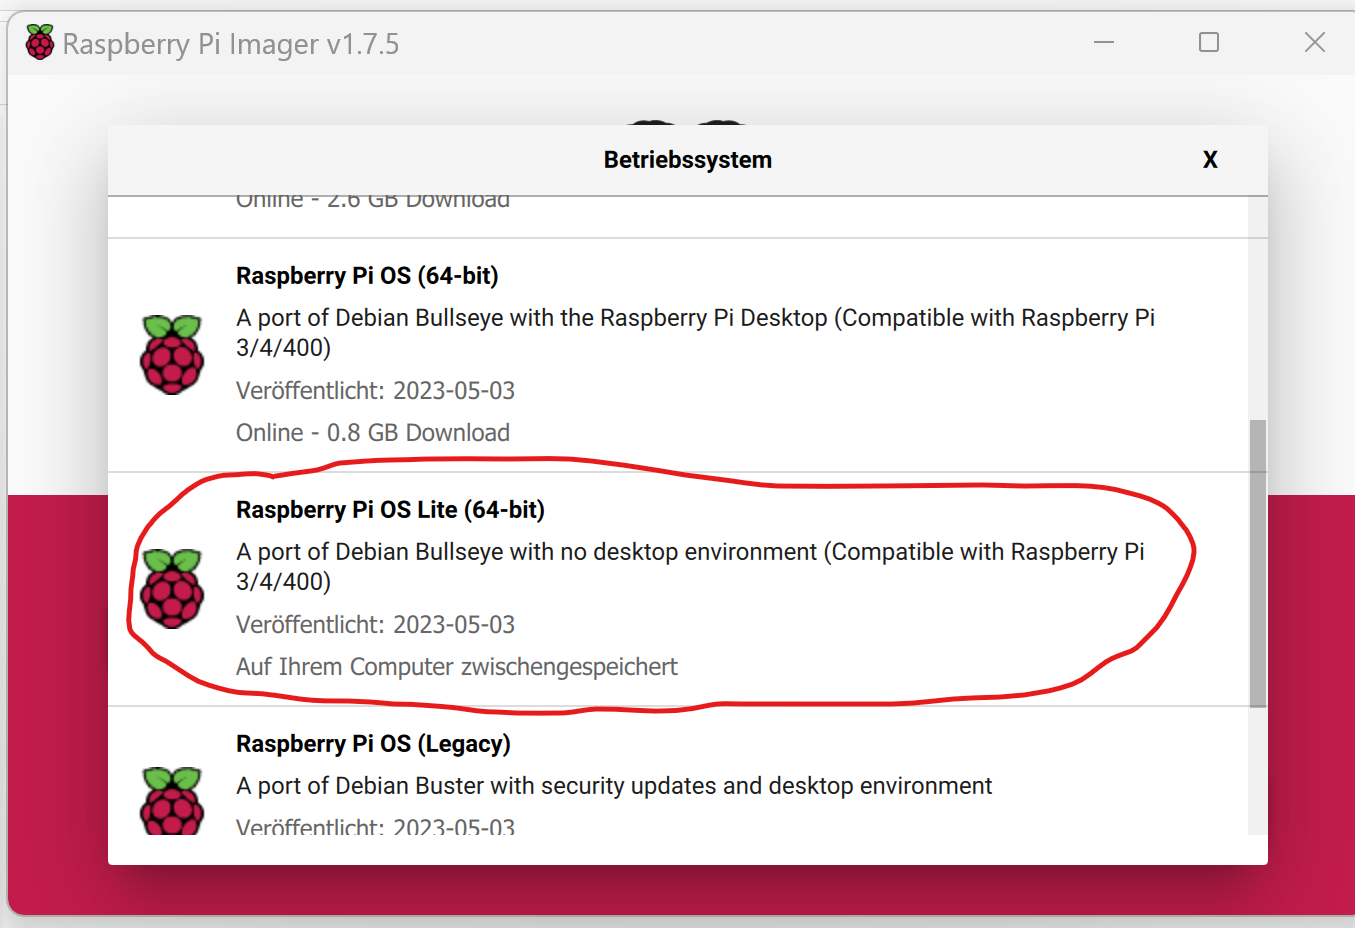 Raspberry Pi Imager v1.7.5
Betriebssystem
X
Online - 2.6 GB Download
Raspberry Pi OS (64-bit)
A port of Debian Bullseye with the Raspberry Pi Desktop (Compatible with Raspberry Pi
3/4/400)
Veröffentlicht: 2023-05-03
Online - 0.8 GB Download
Raspberry Pi OS Lite (64-bit)
A port of Debian Bullseye with no desktop environment (Compatible with Raspberry Pi
3/4/400)
Veröffentlicht: 2023-05-03
Auf Ihrem Computer zwischengespeichert
Raspberry Pi OS (Legacy)
A port of Debian Buster with security updates and desktop environment
Veröffentlicht: 2023-05-03